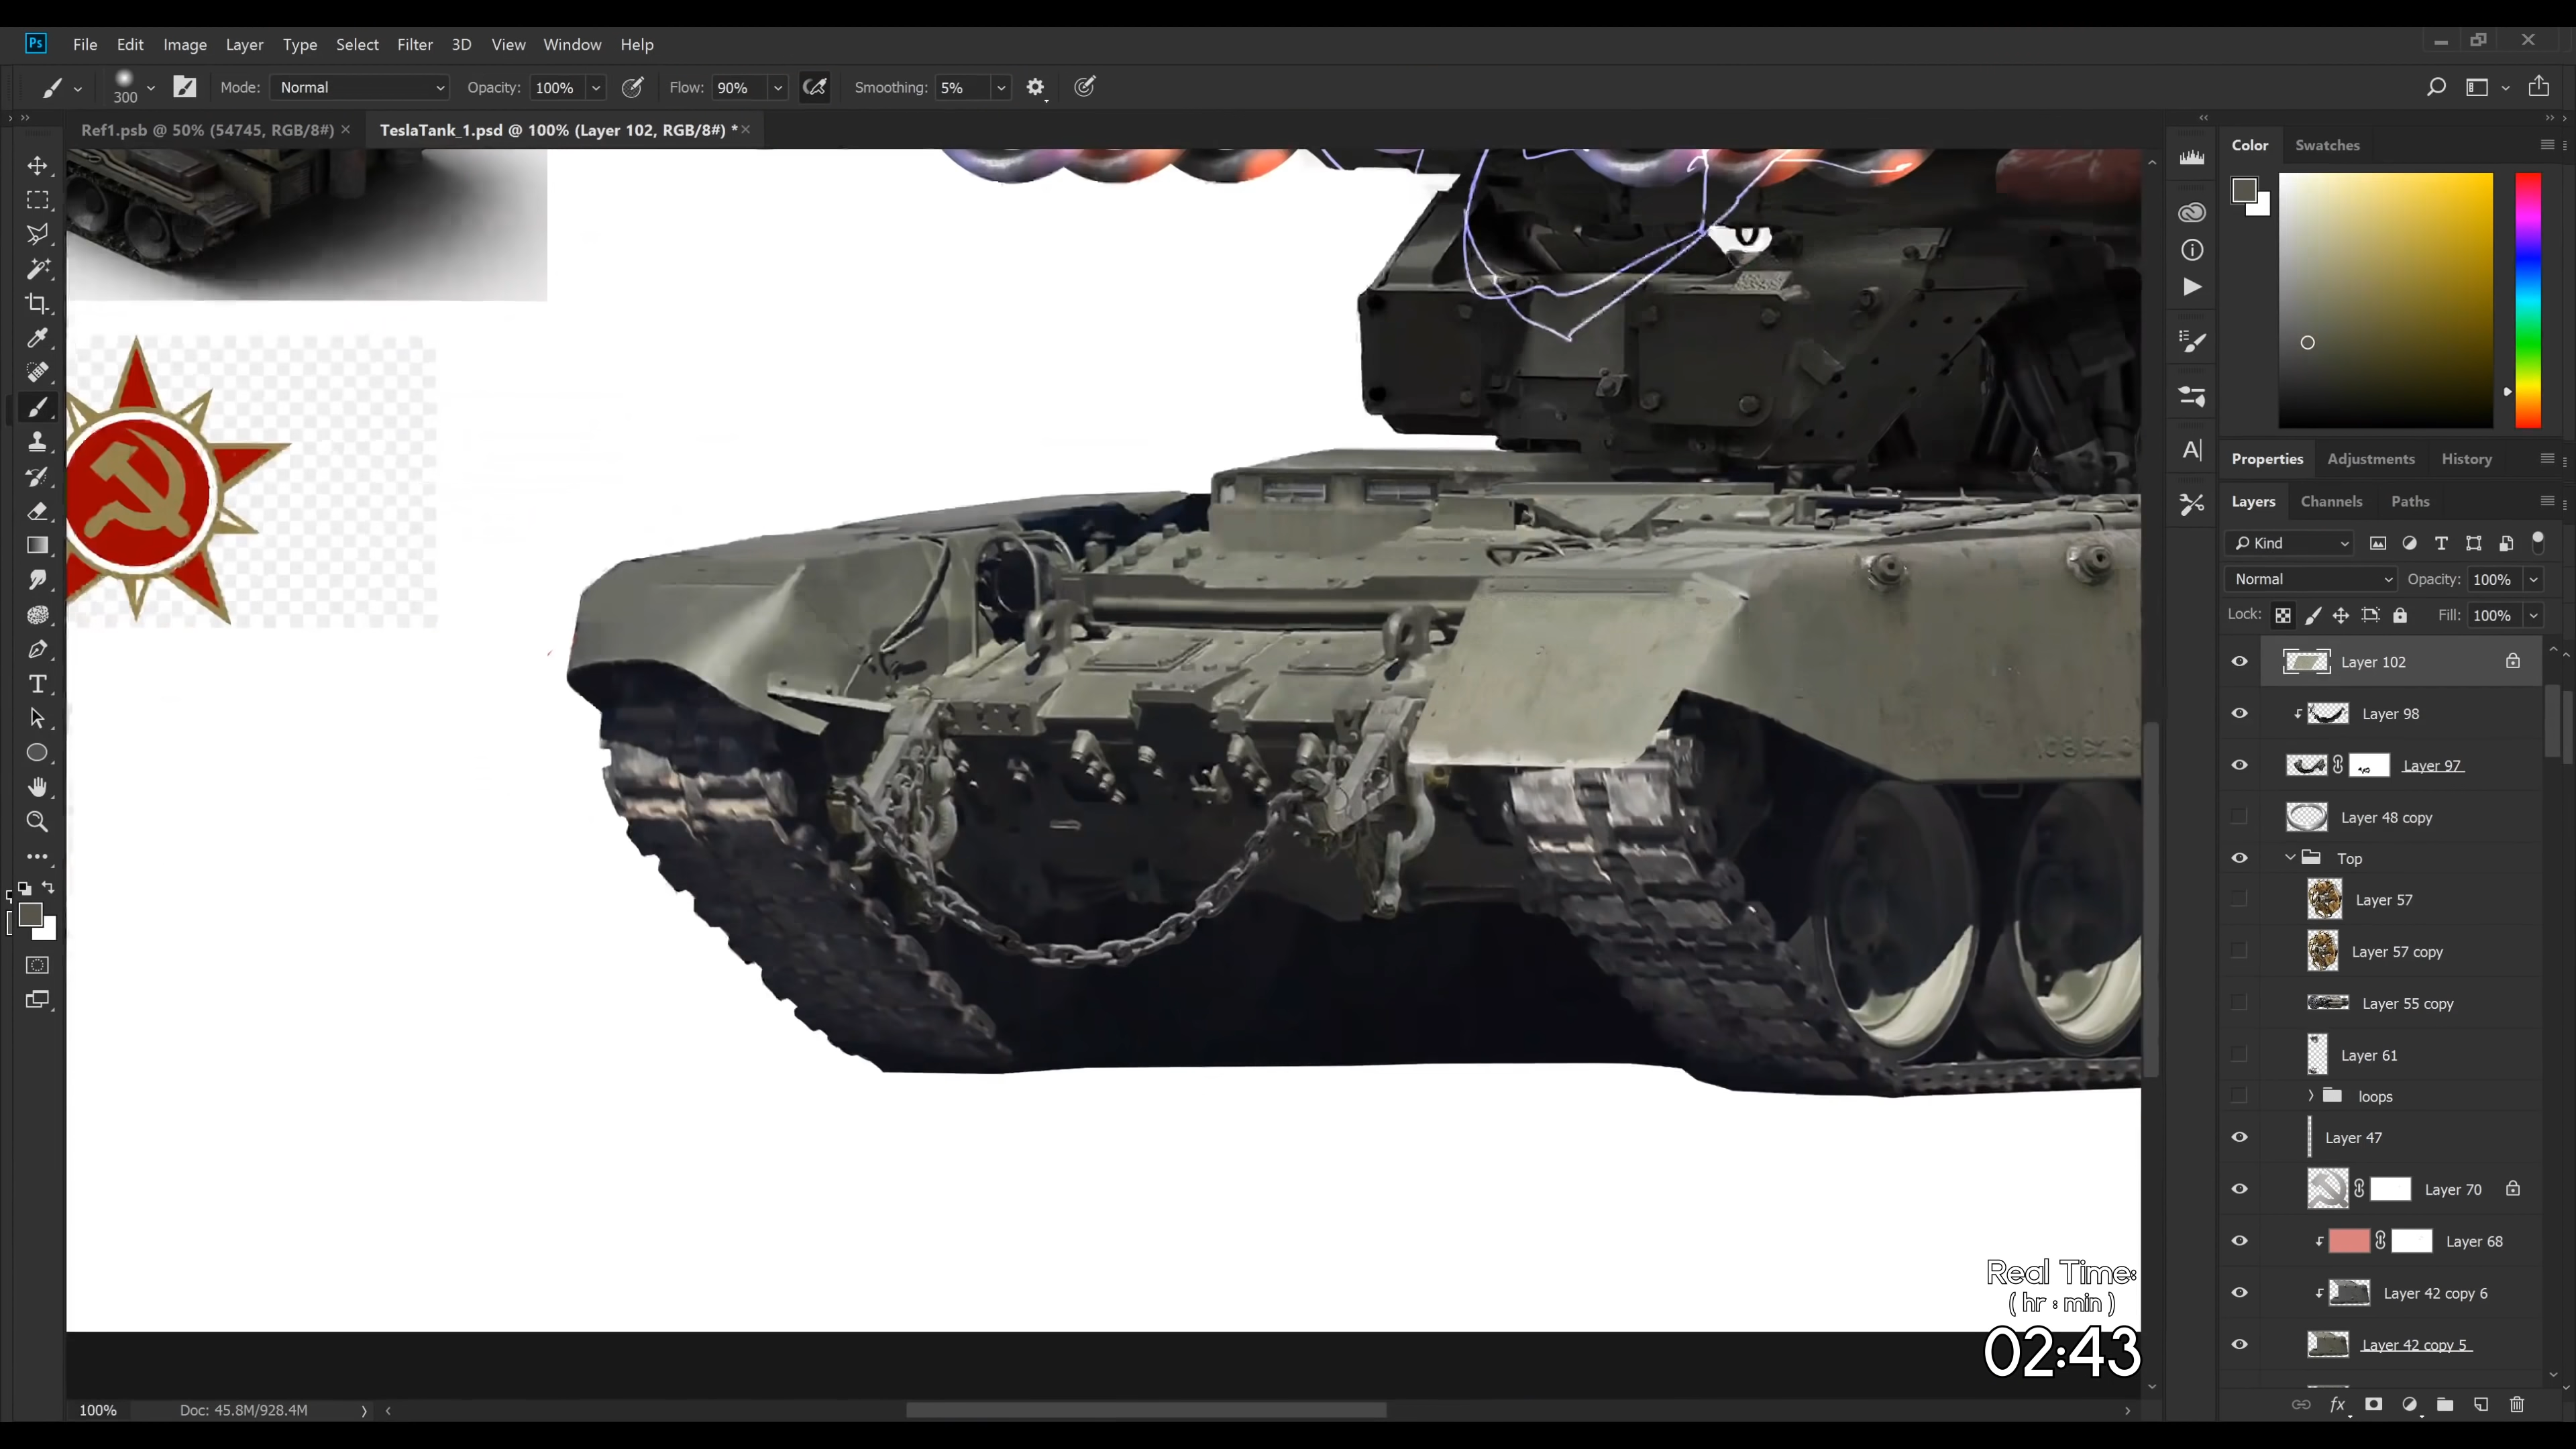 Ps File Edit Image Layer Type Select Filter 3D View Window Help
300 Mode: Normal Opacity: 100% Flow: 90% Smoothing: 5%
Ref1.psb @ 50% (54745, RGB/8#) TeslaTank_1.psd @ 100% (Layer 102, RGB/8#) *
Color Swatches
Properties Adjustments History
Layers Channels Paths
Kind
Normal Opacity: 100%
Lock: Fill: 100%
Layer 102
Layer 98
Layer 97
Layer 48 copy
Top
Layer 57
Layer 57 copy
Layer 55 copy
Layer 61
loops
Layer 47
Layer 70
Layer 68
Layer 42 copy 6
Layer 42 copy 5
Real Time:
( hr : min )
02:43
100% Doc: 45.8M/928.4M